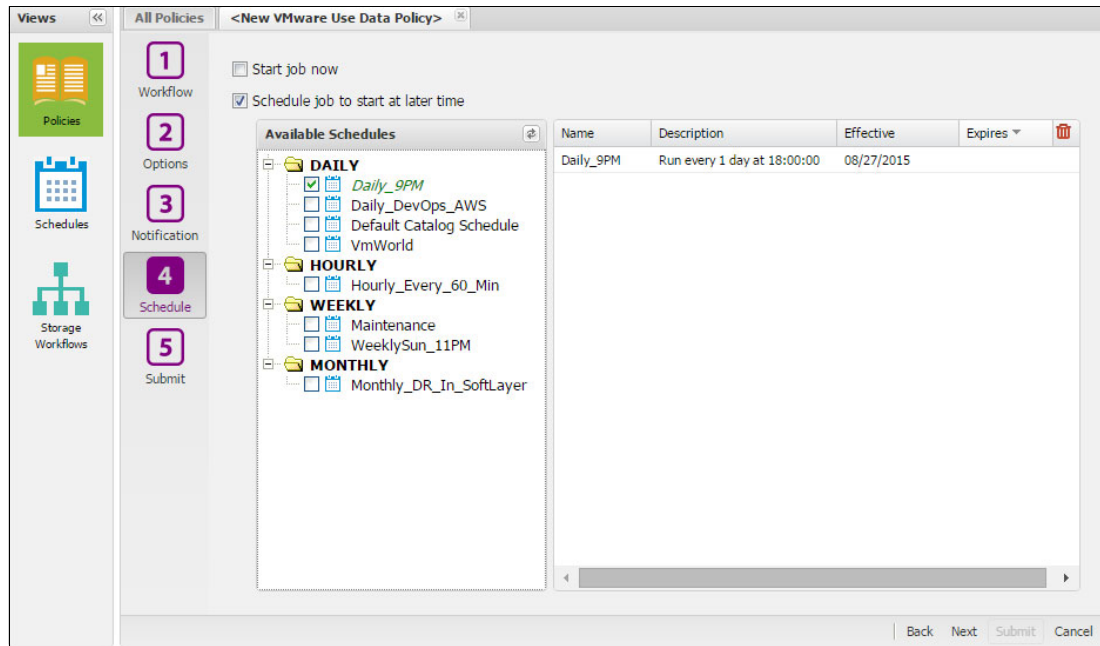 Views
All Policies
<New VMware Use Data Policy>
Policies
Schedules
Storage
Workflows
1
Workflow
2
Options
3
Notification
4
Schedule
5
Submit
Start job now
Schedule job to start at later time
Available Schedules
DAILY
Daily_9PM
Daily_DevOps_AWS
Default Catalog Schedule
VmWorld
HOURLY
Hourly_Every_60_Min
WEEKLY
Maintenance
WeeklySun_11PM
MONTHLY
Monthly_DR_In_SoftLayer
Name Description Effective Expires
Daily_9PM Run every 1 day at 18:00:00 08/27/2015
Back Next Submit Cancel